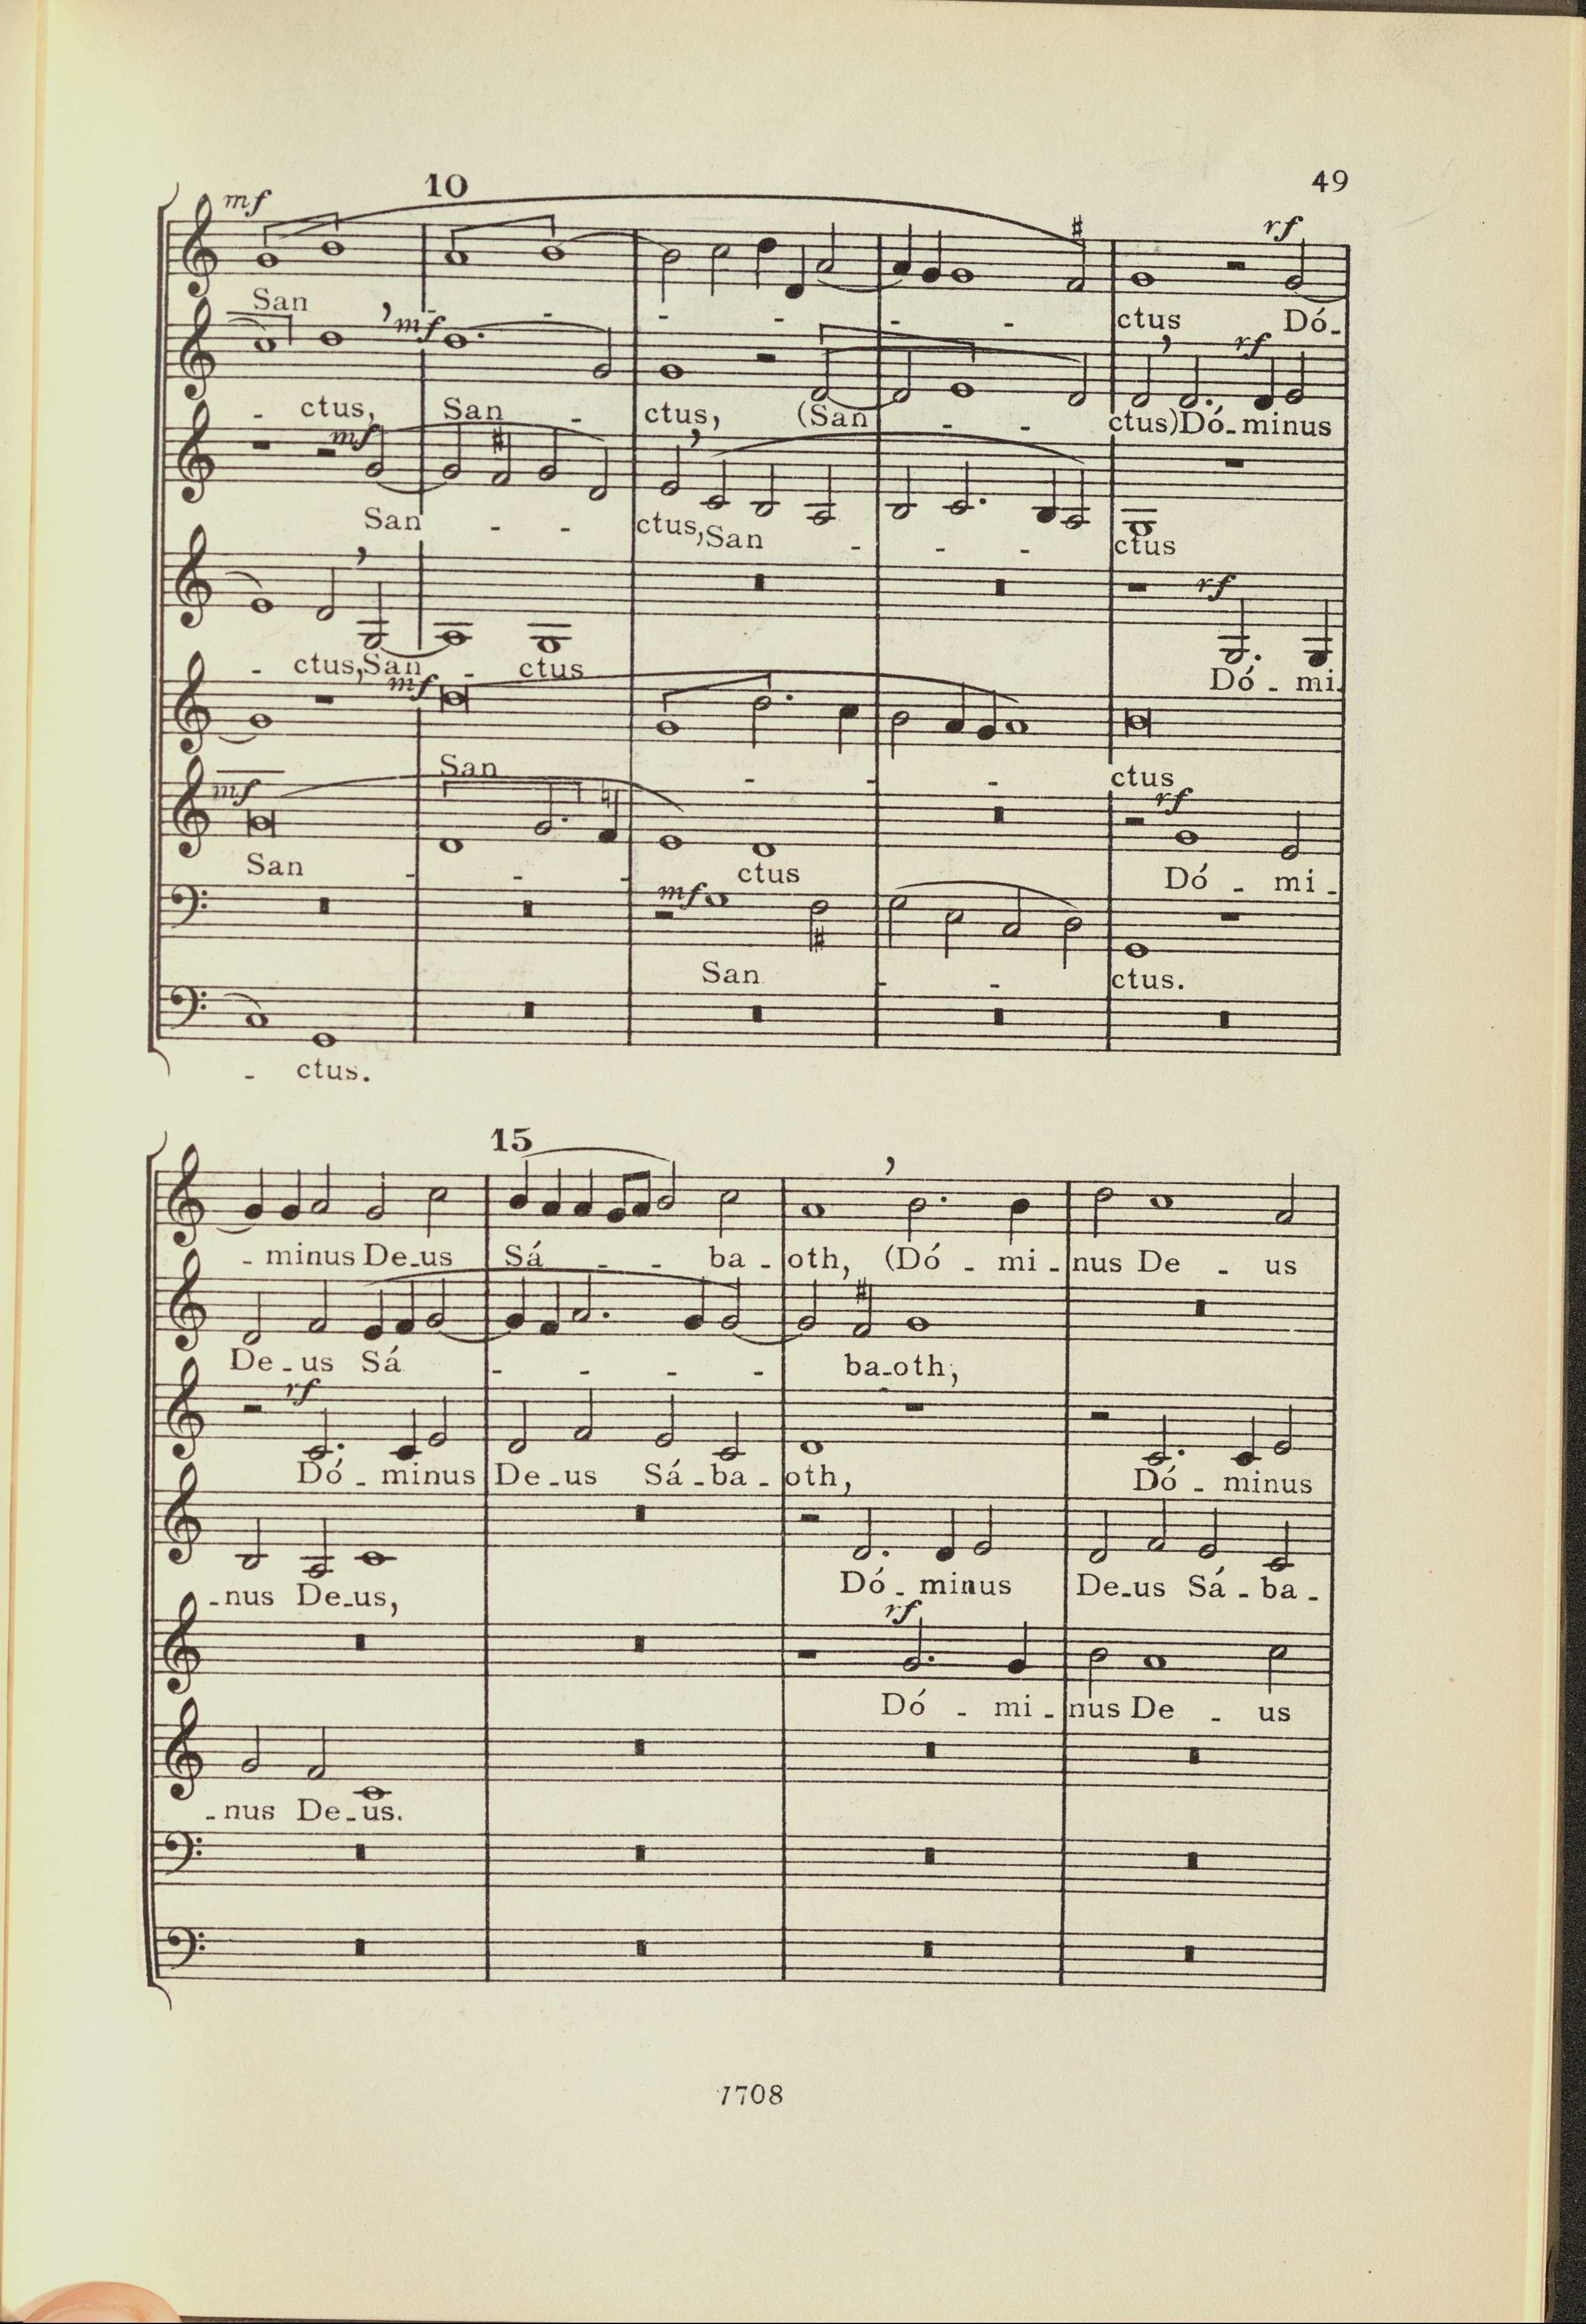 10 49
mf rf
San - - - - - - ctus Dó-
mf rf
- ctus, San - ctus, (San - - ctus) Dó-minus
mf
San - - ctus, San - - - ctus
rf
- ctus, San - ctus Dó - mi-
mf
San - - - ctus
mf rf
San - - - ctus Dó - mi-
mf
San - - ctus.
- ctus.
15
- minus De-us Sá - - - ba - oth, (Dó - mi - nus De - us
De-us Sá - - - - ba-oth,
rf
Dó - minus De-us Sá-ba-oth, Dó - minus
-nus De-us, Dó - minus De-us Sá-ba-
rf
Dó - mi - nus De - us
-nus De-us.
1708